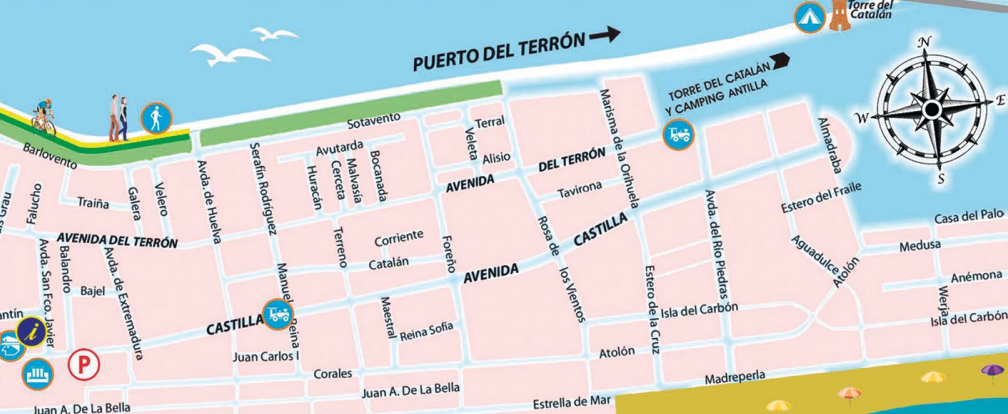 Torre del
Catalán
PUERTO DEL TERRÓN
TORRE DEL CATALÁN
Y CAMPING ANTILLA
N
W
E
S
Barlovento
Sotavento
Terral
Veleta
Alisio
Avutarda
Huracán
Cerceta
Malvasía
Bocanada
Serafín Rodríguez
Avda. de Huelva
Marisma de la Orihuela
DEL TERRÓN
AVENIDA
Tavirona
Almadraba
Estero del Fraile
Casa del Palo
Medusa
Anémona
Werja
Isla del Carbón
Grau
Falucho
Traiña
Galera
Velero
AVENIDA DEL TERRÓN
Avda. San Fco. Javier
Balandro
Bajel
Avda. de Extremadura
Terreno
Corriente
Catalán
Foreño
Rosa de
los Vientos
CASTILLA
AVENIDA
Avda. del Río Piedras
Aguadulce
Atolón
Manuel
Reina
CASTILLA
Maestral
Reina Sofía
Estero de la Cruz
Isla del Carbón
Atolón
antín
i
P
Juan Carlos I
Corales
Juan A. De La Bella
Juan A. De La Bella
Madreperla
Estrella de Mar